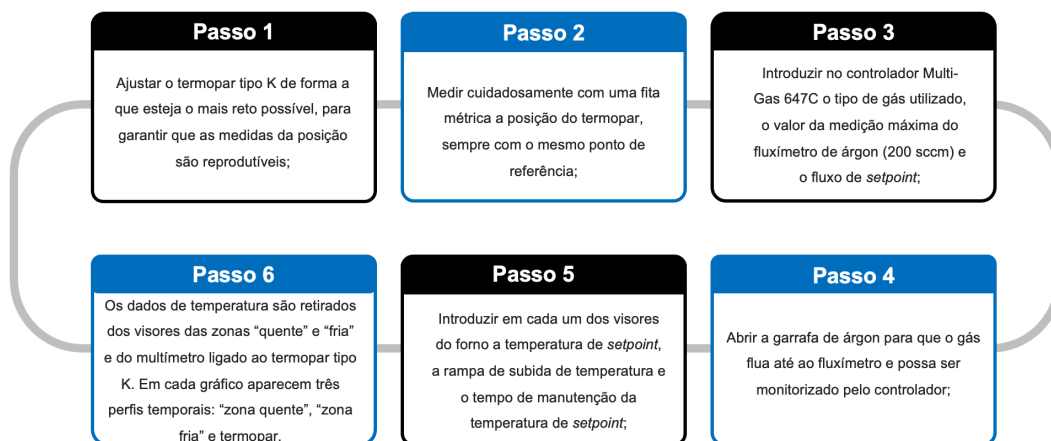 Passo 1
Ajustar o termopar tipo K de forma a
que esteja o mais reto possível, para
garantir que as medidas da posição
são reprodutíveis;
Passo 2
Medir cuidadosamente com uma fita
métrica a posição do termopar,
sempre com o mesmo ponto de
referência;
Passo 3
Introduzir no controlador Multi-
Gas 647C o tipo de gás utilizado,
o valor da medição máxima do
fluxímetro de árgon (200 sccm) e
o fluxo de setpoint;
Passo 4
Abrir a garrafa de árgon para que o gás
flua até ao fluxímetro e possa ser
monitorizado pelo controlador;
Passo 5
Introduzir em cada um dos visores
do forno a temperatura de setpoint,
a rampa de subida de temperatura e
o tempo de manutenção da
temperatura de setpoint;
Passo 6
Os dados de temperatura são retirados
dos visores das zonas “quente” e “fria”
e do multímetro ligado ao termopar tipo
K. Em cada gráfico aparecem três
perfis temporais: “zona quente”, “zona
fria” e termopar.